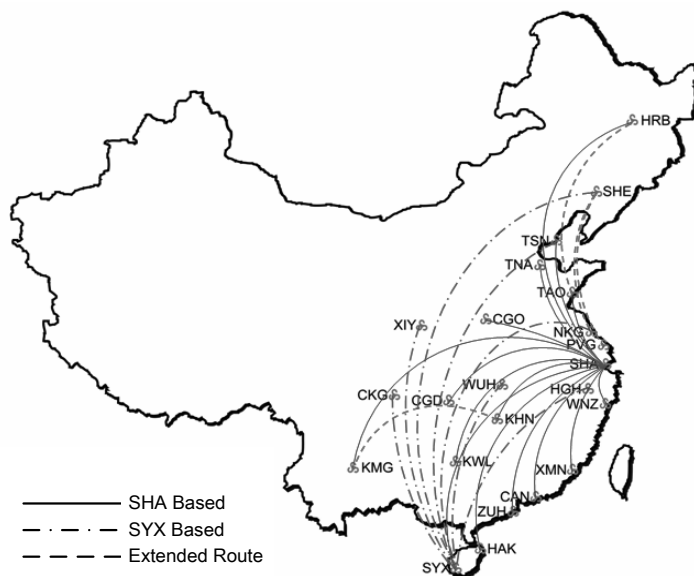 HRB
SHE
TSN
TNA
TAO
XIY
CGO
NKG
PVG
SHA
CKG
CGD
WUH
HGH
WNZ
KHN
KMG
KWL
XMN
CAN
ZUH
HAK
SYX
SHA Based
SYX Based
Extended Route